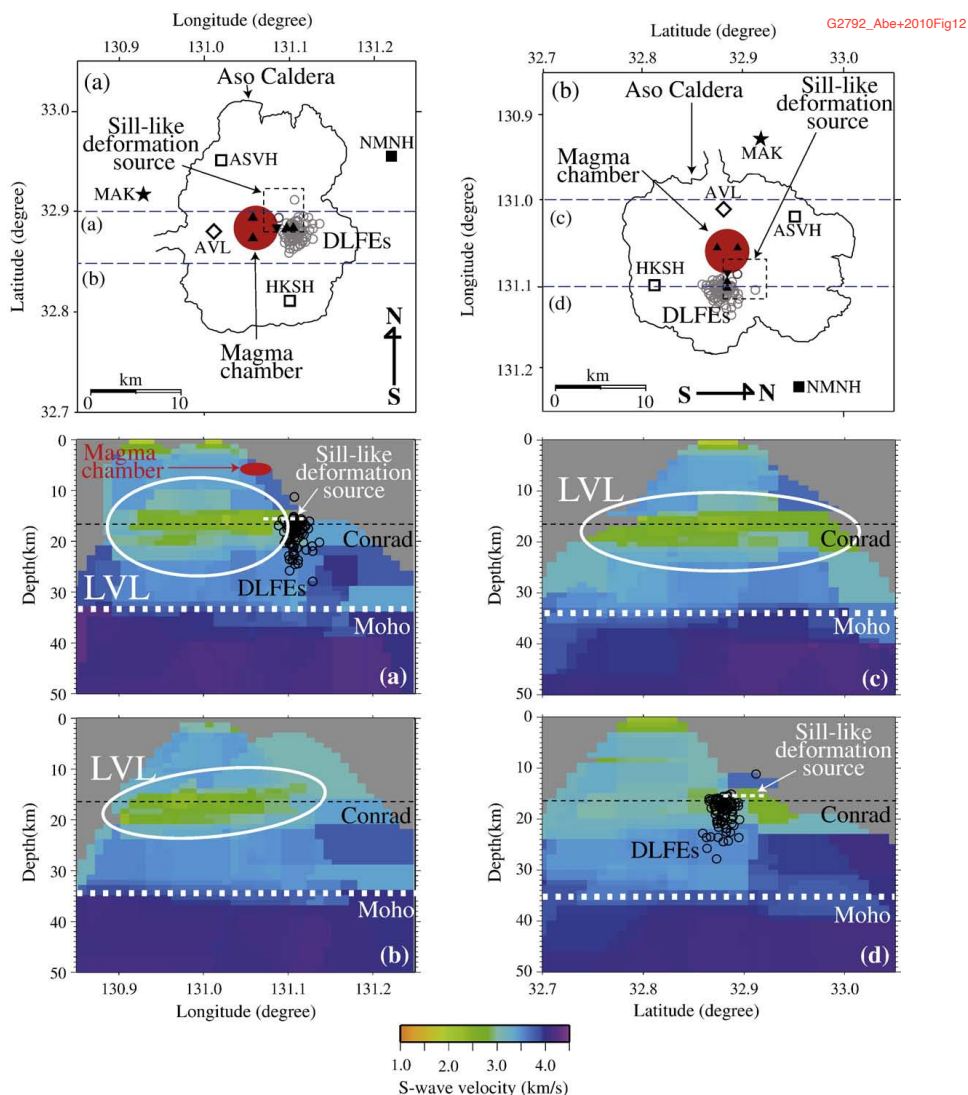 G2792_Abe+2010Fig12
Longitude (degree)
130.9 131.0 131.1 131.2
(a)
Aso Caldera
33.0
Sill-like
deformation
source
ASVH
NMNH
MAK
32.9
(a)
AVL
DLFEs
(b)
HKSH
32.8
Magma
chamber
N
S
km
0 10
32.7
Latitude (degree)
Latitude (degree)
32.7 32.8 32.9 33.0
(b)
Aso Caldera
Sill-like
deformation
source
130.9
MAK
Magma
chamber
AVL
131.0
(c)
ASVH
HKSH
131.1
(d)
DLFEs
131.2
km
0 10
S N
NMNH
Longitude (degree)
0
10
20
30
40
50
Depth(km)
Magma
chamber
Sill-like
deformation
source
Conrad
LVL
DLFEs
Moho
(a)
0
10
20
30
40
50
Depth(km)
LVL
Conrad
Moho
(c)
0
10
20
30
40
50
Depth(km)
LVL
Conrad
Moho
(b)
130.9 131.0 131.1 131.2
Longitude (degree)
0
10
20
30
40
50
Depth(km)
Sill-like
deformation
source
Conrad
DLFEs
Moho
(d)
32.7 32.8 32.9 33.0
Latitude (degree)
1.0 2.0 3.0 4.0
S-wave velocity (km/s)